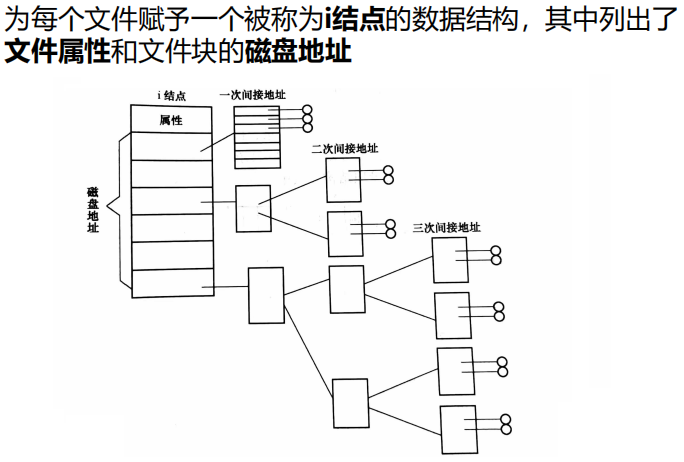 为每个文件赋予一个被称为i结点的数据结构，其中列出了
文件属性和文件块的磁盘地址
i 结点
一次间接地址
属性
二次间接地址
磁盘地址
三次间接地址